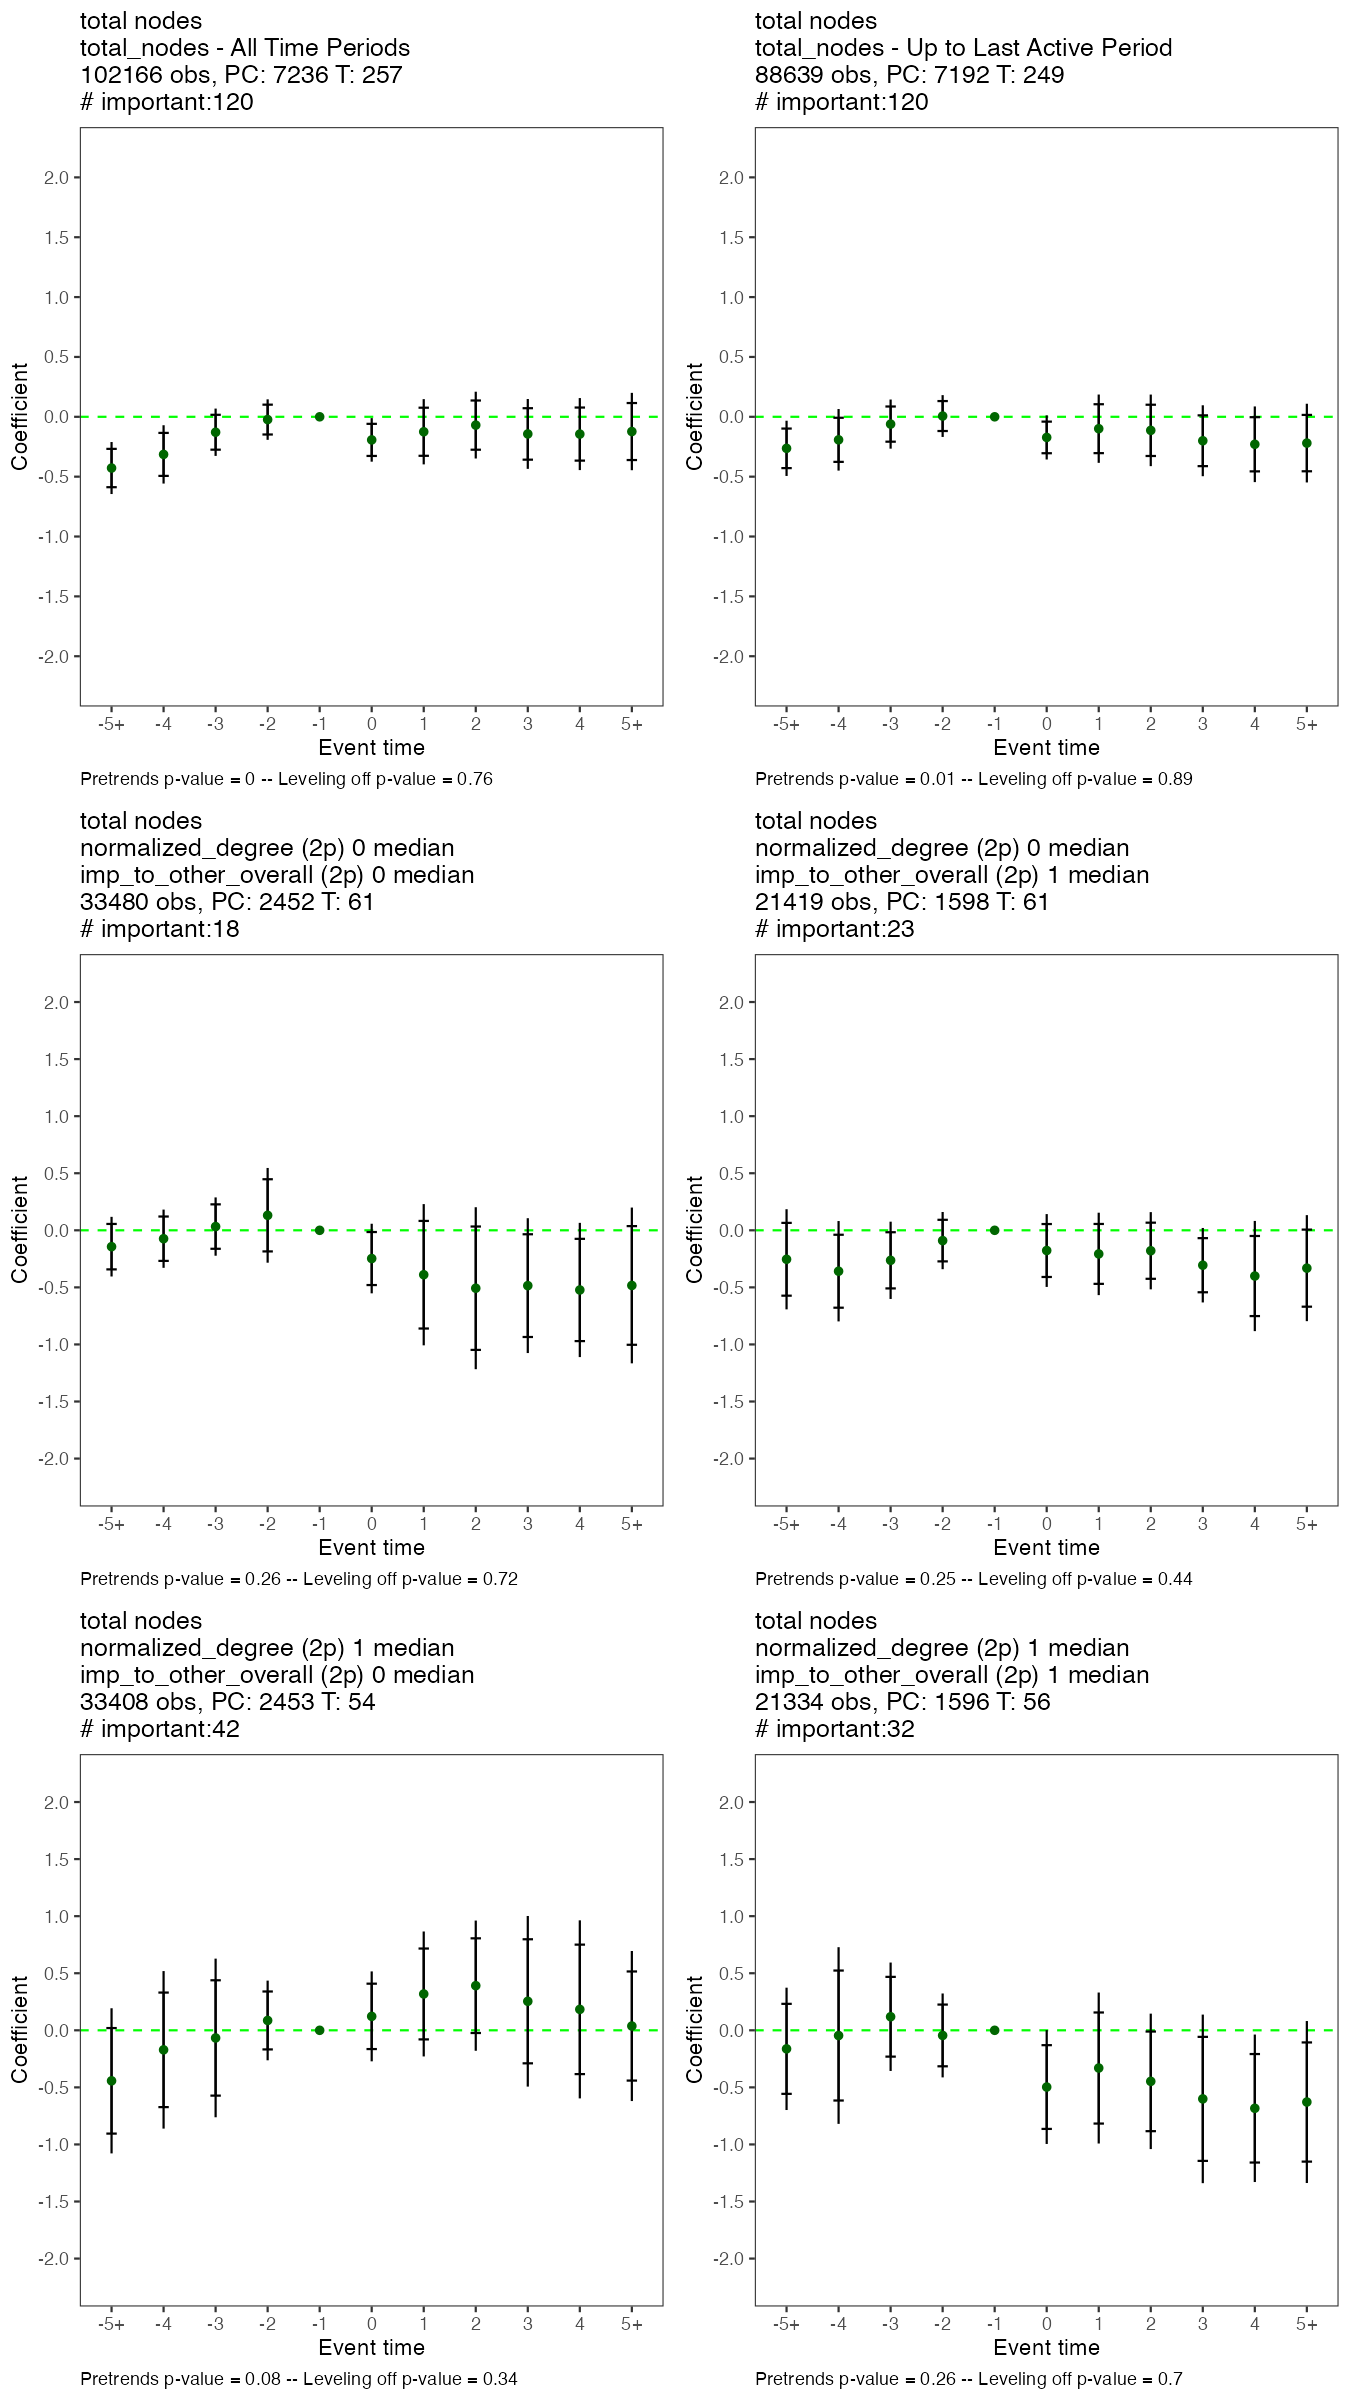 total nodes
total_nodes - All Time Periods
102166 obs, PC: 7236 T: 257
# important:120
2.0
1.5
1.0
0.5
0.0
-0.5
-1.0
-1.5
-2.0
Coefficient
-5+ -4 -3 -2 -1 0 1 2 3 4 5+
Event time
Pretrends p-value = 0 -- Leveling off p-value = 0.76
total nodes
total_nodes - Up to Last Active Period
88639 obs, PC: 7192 T: 249
# important:120
2.0
1.5
1.0
0.5
0.0
-0.5
-1.0
-1.5
-2.0
Coefficient
-5+ -4 -3 -2 -1 0 1 2 3 4 5+
Event time
Pretrends p-value = 0.01 -- Leveling off p-value = 0.89
total nodes
normalized_degree (2p) 0 median
imp_to_other_overall (2p) 0 median
33480 obs, PC: 2452 T: 61
# important:18
2.0
1.5
1.0
0.5
0.0
-0.5
-1.0
-1.5
-2.0
Coefficient
-5+ -4 -3 -2 -1 0 1 2 3 4 5+
Event time
Pretrends p-value = 0.26 -- Leveling off p-value = 0.72
total nodes
normalized_degree (2p) 0 median
imp_to_other_overall (2p) 1 median
21419 obs, PC: 1598 T: 61
# important:23
2.0
1.5
1.0
0.5
0.0
-0.5
-1.0
-1.5
-2.0
Coefficient
-5+ -4 -3 -2 -1 0 1 2 3 4 5+
Event time
Pretrends p-value = 0.25 -- Leveling off p-value = 0.44
total nodes
normalized_degree (2p) 1 median
imp_to_other_overall (2p) 0 median
33408 obs, PC: 2453 T: 54
# important:42
2.0
1.5
1.0
0.5
0.0
-0.5
-1.0
-1.5
-2.0
Coefficient
-5+ -4 -3 -2 -1 0 1 2 3 4 5+
Event time
Pretrends p-value = 0.08 -- Leveling off p-value = 0.34
total nodes
normalized_degree (2p) 1 median
imp_to_other_overall (2p) 1 median
21334 obs, PC: 1596 T: 56
# important:32
2.0
1.5
1.0
0.5
0.0
-0.5
-1.0
-1.5
-2.0
Coefficient
-5+ -4 -3 -2 -1 0 1 2 3 4 5+
Event time
Pretrends p-value = 0.26 -- Leveling off p-value = 0.7